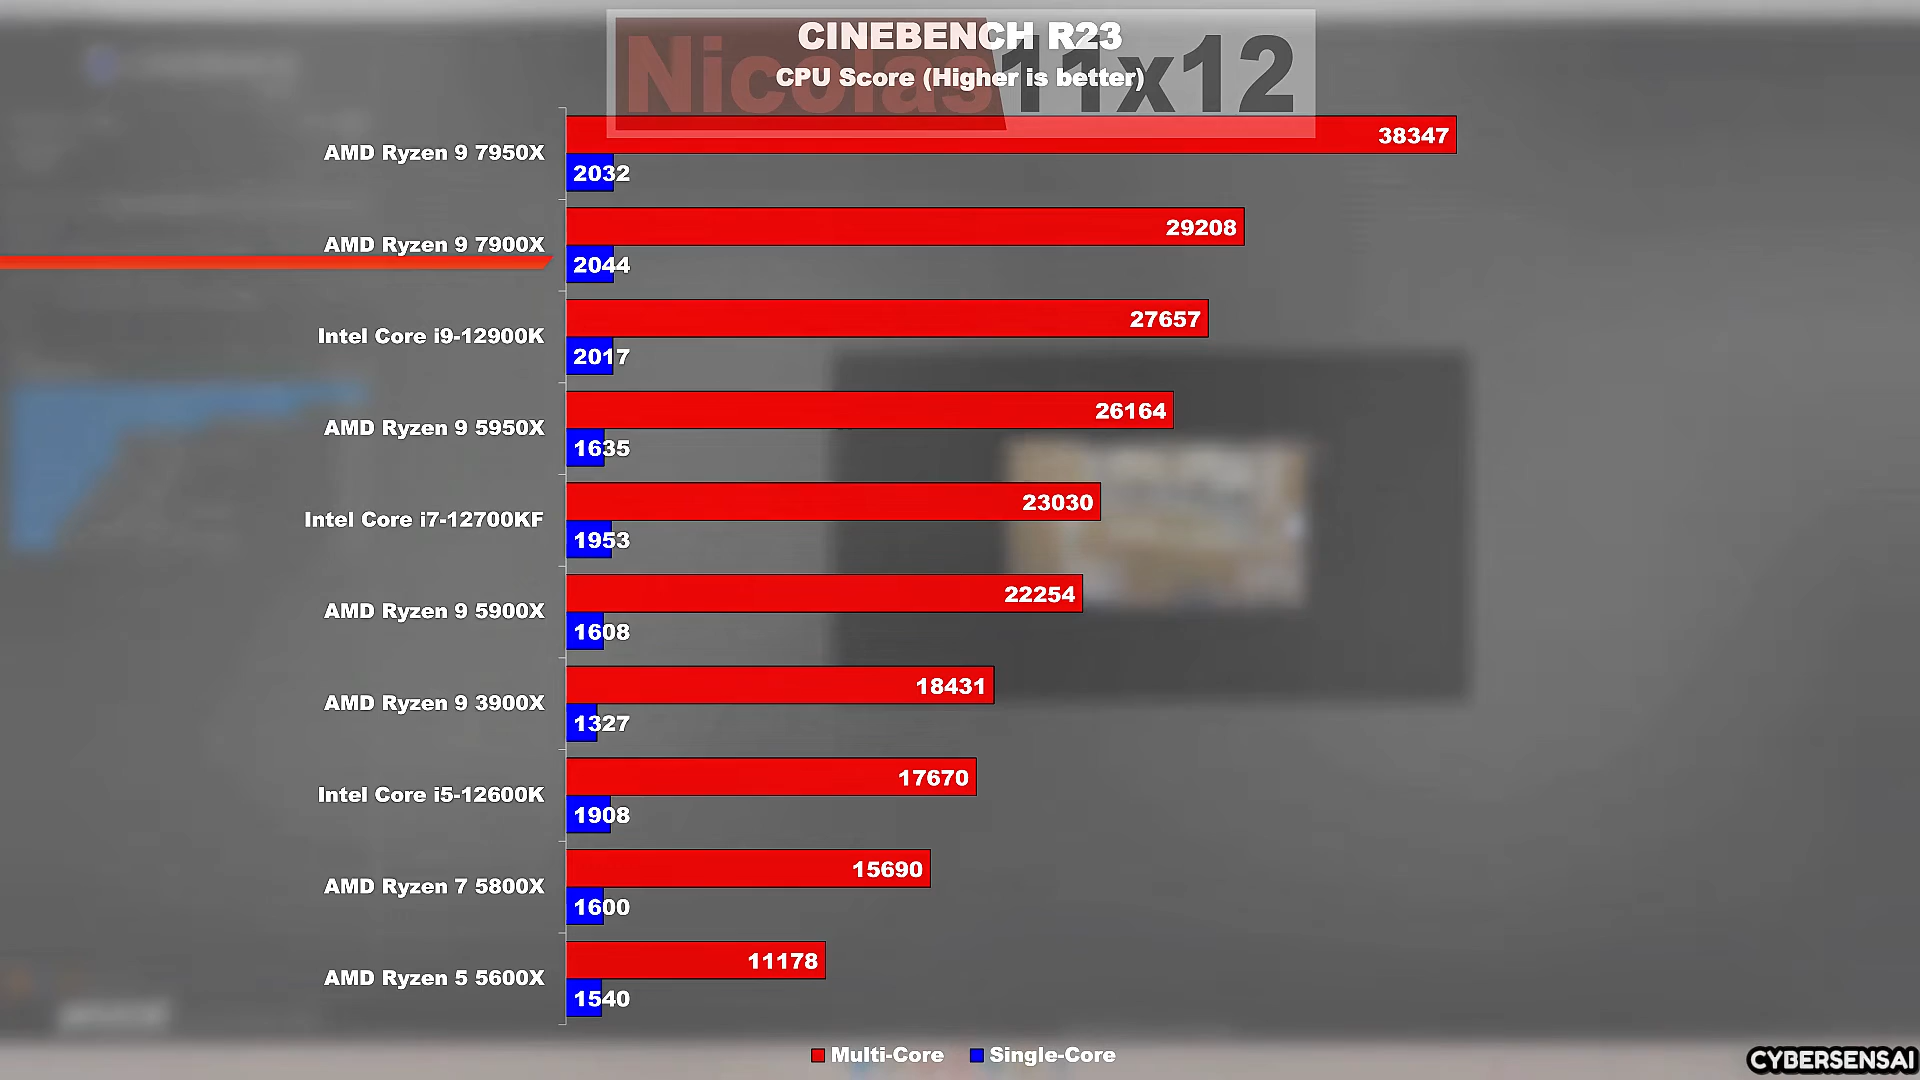 CINEBENCH R23
Nicolas11x12
CPU Score (Higher is better)
AMD Ryzen 9 7950X
38347
2032
AMD Ryzen 9 7900X
29208
2044
Intel Core i9-12900K
27657
2017
AMD Ryzen 9 5950X
26164
1635
Intel Core i7-12700KF
23030
1953
AMD Ryzen 9 5900X
22254
1608
AMD Ryzen 9 3900X
18431
1327
Intel Core i5-12600K
17670
1908
AMD Ryzen 7 5800X
15690
1600
AMD Ryzen 5 5600X
11178
1540
Multi-Core
Single-Core
CYBERSENSAI